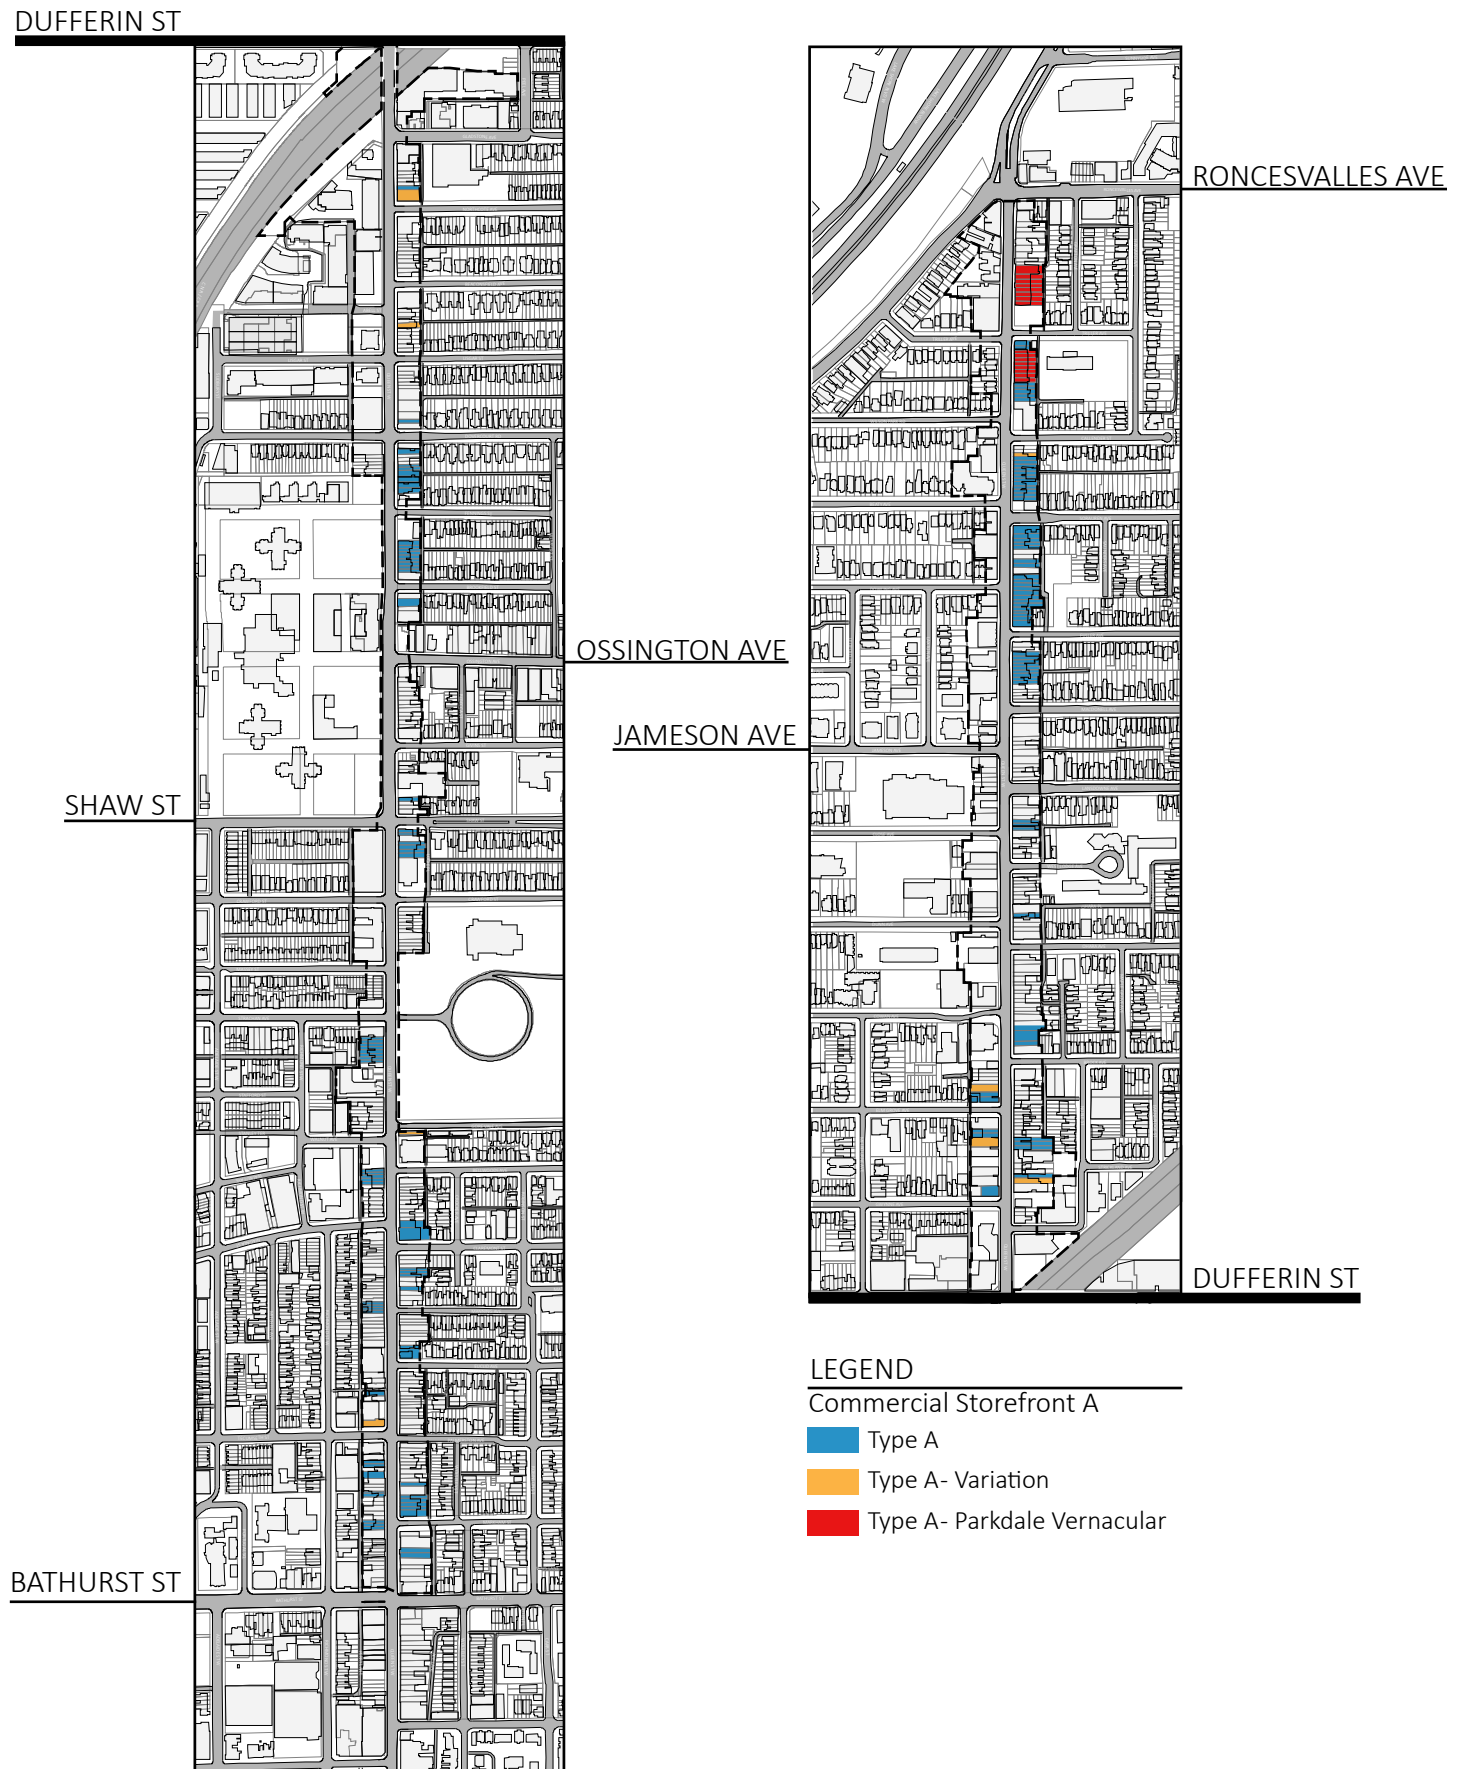 DUFFERIN ST
RONCESVALLES AVE
OSSINGTON AVE
JAMESON AVE
SHAW ST
DUFFERIN ST
LEGEND
Commercial Storefront A
Type A
Type A- Variation
Type A- Parkdale Vernacular
BATHURST ST